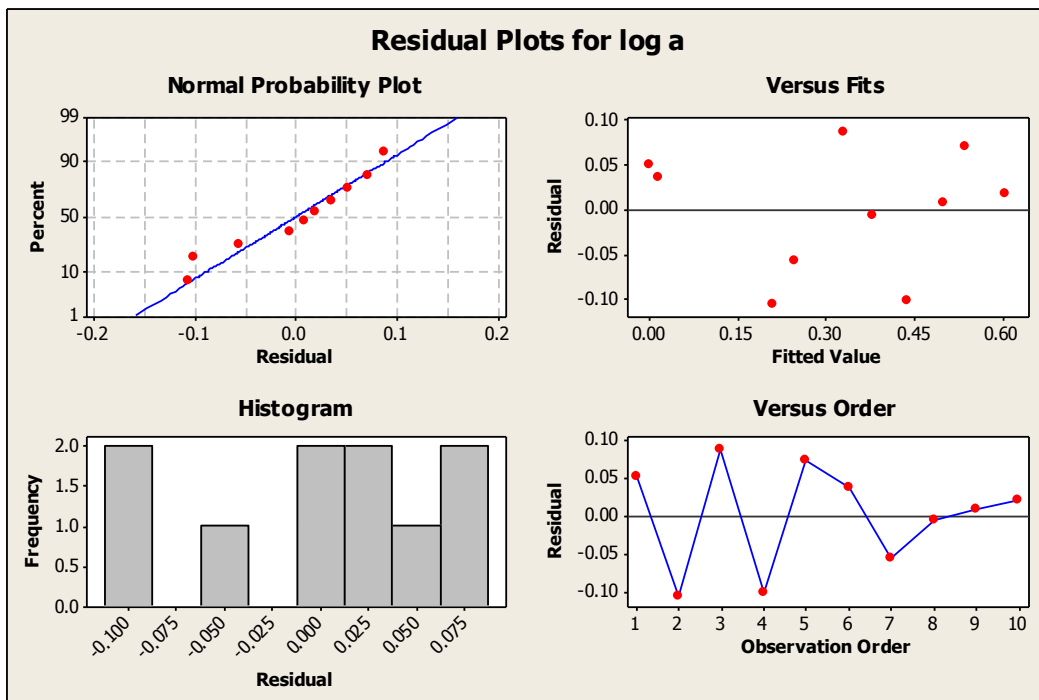 Residual Plots for log a
Normal Probability Plot
99
90
50
10
1
Percent
-0.2 -0.1 0.0 0.1 0.2
Residual
Versus Fits
0.10
0.05
0.00
-0.05
-0.10
Residual
0.00 0.15 0.30 0.45 0.60
Fitted Value
Histogram
2.0
1.5
1.0
0.5
0.0
Frequency
-0.100 -0.075 -0.050 -0.025 0.000 0.025 0.050 0.075
Residual
Versus Order
0.10
0.05
0.00
-0.05
-0.10
Residual
1 2 3 4 5 6 7 8 9 10
Observation Order